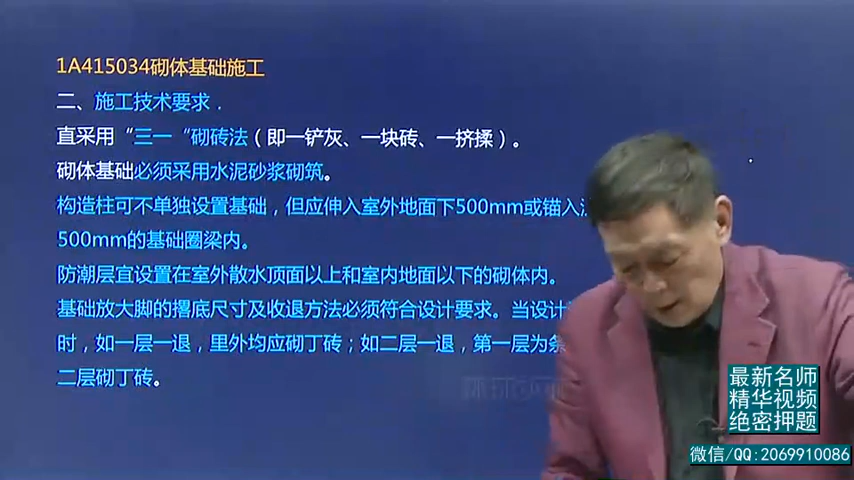 1A415034砌体基础施工
二、施工技术要求．
直采用“三一“砌砖法（即一铲灰、一块砖、一挤揉）。
砌体基础必须采用水泥砂浆砌筑。
构造柱可不单独设置基础，但应伸入室外地面下500mm或锚入
500mm的基础圈梁内。
防潮层宜设置在室外散水顶面以上和室内地面以下的砌体内。
基础放大脚的撂底尺寸及收退方法必须符合设计要求。当设计
时，如一层一退，里外均应砌丁砖；如二层一退，第一层为条
二层砌丁砖。
最新名师
精华视频
绝密押题
微信/QQ:2069910086